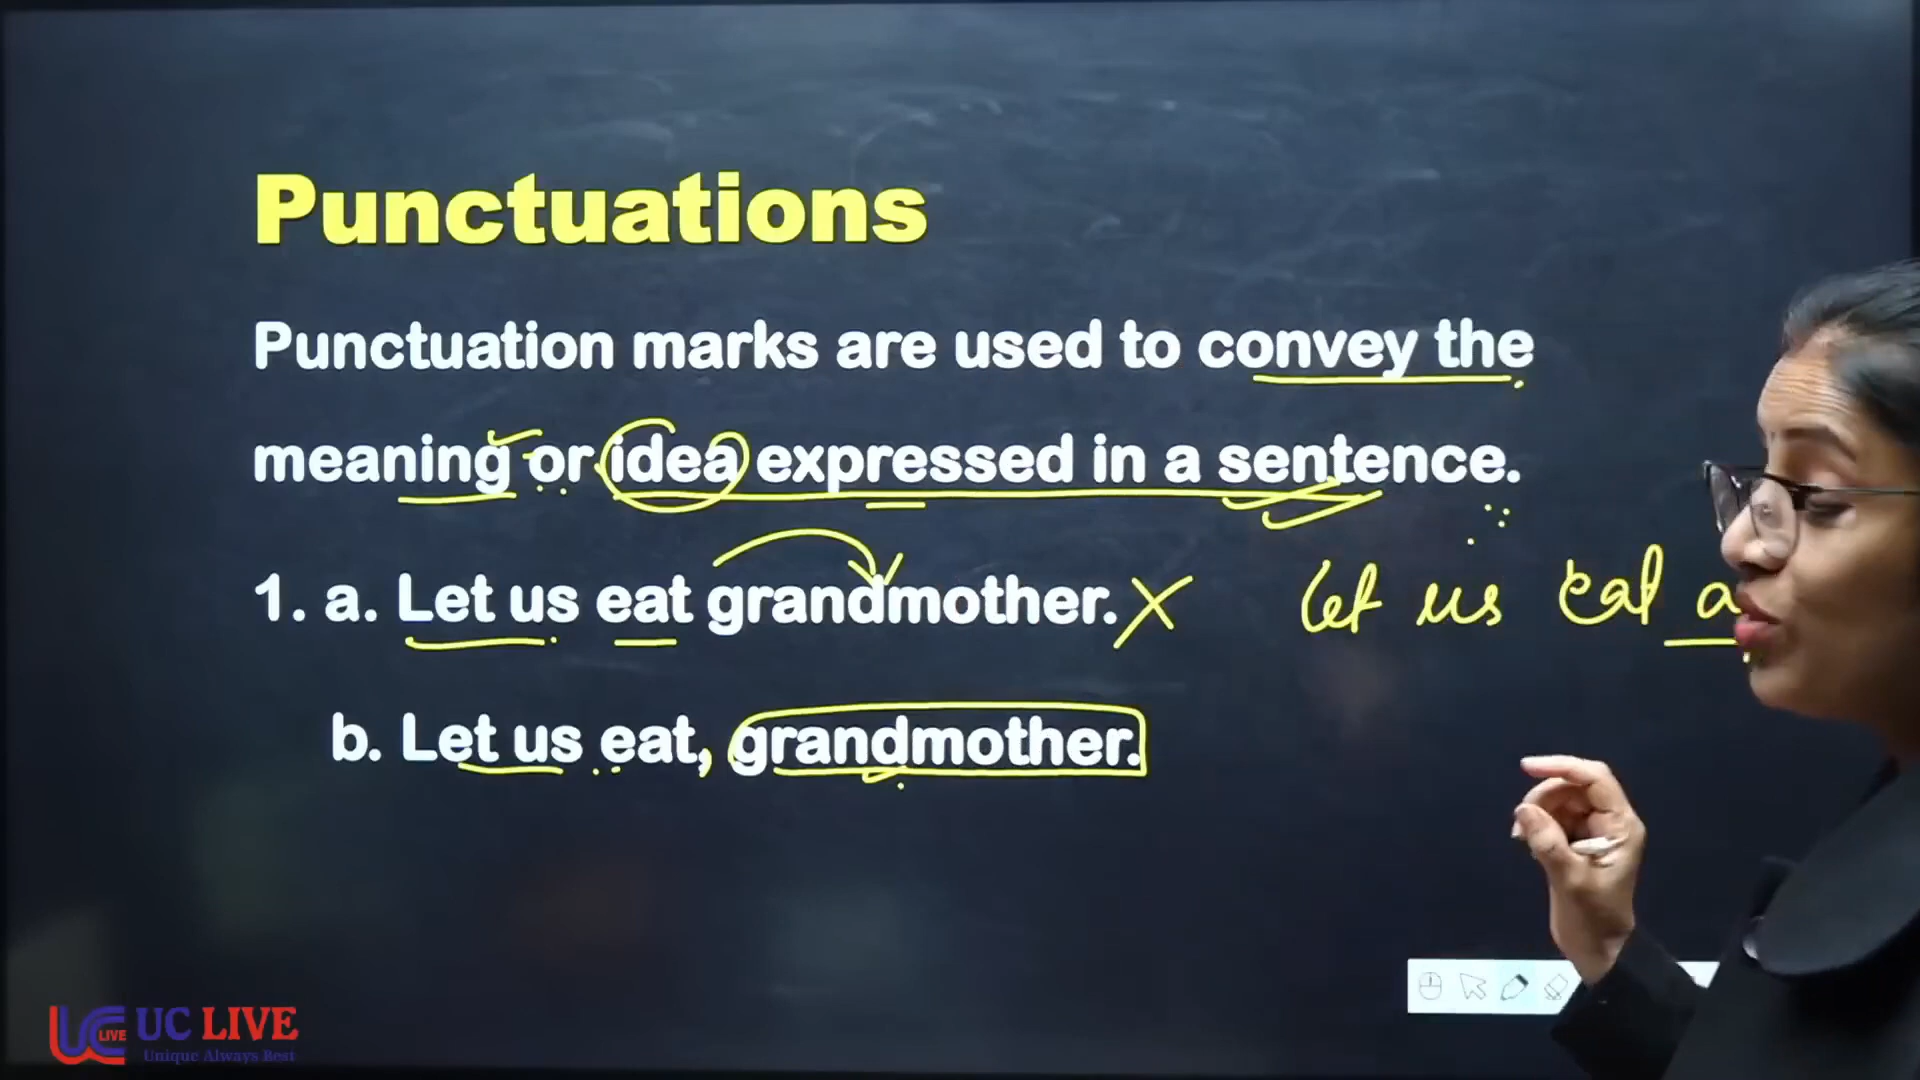 Punctuations
Punctuation marks are used to convey the
meaning or idea expressed in a sentence.
1. a. Let us eat grandmother. X
Let us eat a
b. Let us eat, grandmother.
LIVE UC LIVE
Unique Always Best